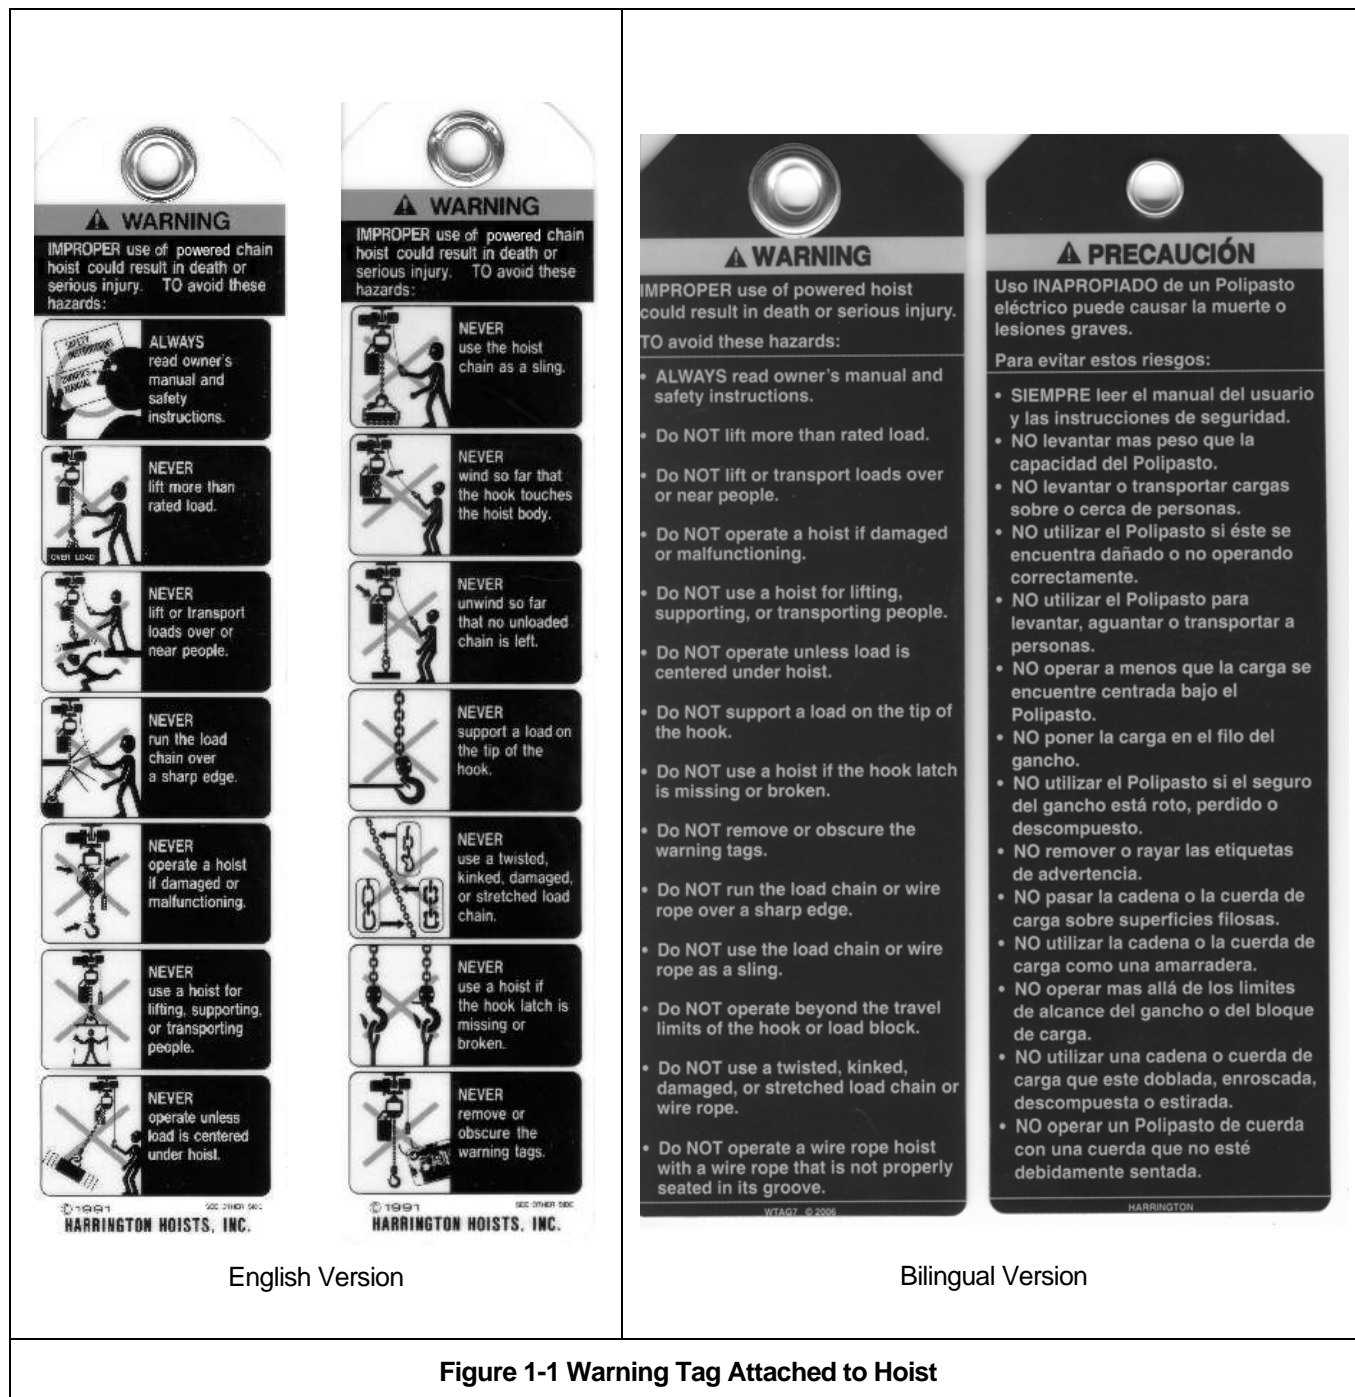 WARNING
IMPROPER use of powered chain
hoist could result in death or
serious injury. TO avoid these
hazards:
SAFETY
INSTRUCTIONS
OWNER'S
MANUAL
ALWAYS
read owner's
manual and
safety
instructions.
OVER LOAD
NEVER
lift more than
rated load.
NEVER
lift or transport
loads over or
near people.
NEVER
run the load
chain over
a sharp edge.
NEVER
operate a hoist
if damaged or
malfunctioning.
NEVER
use a hoist for
lifting, supporting,
or transporting
people.
NEVER
operate unless
load is centered
under hoist.
©1991 SEE OTHER SIDE
HARRINGTON HOISTS, INC.
WARNING
IMPROPER use of powered chain
hoist could result in death or
serious injury. TO avoid these
hazards:
NEVER
use the hoist
chain as a sling.
NEVER
wind so far that
the hook touches
the hoist body.
NEVER
unwind so far
that no unloaded
chain is left.
NEVER
support a load on
the tip of the
hook.
NEVER
use a twisted,
kinked, damaged,
or stretched load
chain.
NEVER
use a hoist if
the hook latch is
missing or
broken.
NEVER
remove or
obscure the
warning tags.
©1991 SEE OTHER SIDE
HARRINGTON HOISTS, INC.
English Version
WARNING
IMPROPER use of powered hoist
could result in death or serious injury.
TO avoid these hazards:
• ALWAYS read owner's manual and
safety instructions.
• Do NOT lift more than rated load.
• Do NOT lift or transport loads over
or near people.
• Do NOT operate a hoist if damaged
or malfunctioning.
• Do NOT use a hoist for lifting,
supporting, or transporting people.
• Do NOT operate unless load is
centered under hoist.
• Do NOT support a load on the tip of
the hook.
• Do NOT use a hoist if the hook latch
is missing or broken.
• Do NOT remove or obscure the
warning tags.
• Do NOT run the load chain or wire
rope over a sharp edge.
• Do NOT use the load chain or wire
rope as a sling.
• Do NOT operate beyond the travel
limits of the hook or load block.
• Do NOT use a twisted, kinked,
damaged, or stretched load chain or
wire rope.
• Do NOT operate a wire rope hoist
with a wire rope that is not properly
seated in its groove.
WTAG7 © 2006
PRECAUCIÓN
Uso INAPROPIADO de un Polipasto
eléctrico puede causar la muerte o
lesiones graves.
Para evitar estos riesgos:
• SIEMPRE leer el manual del usuario
y las instrucciones de seguridad.
• NO levantar mas peso que la
capacidad del Polipasto.
• NO levantar o transportar cargas
sobre o cerca de personas.
• NO utilizar el Polipasto si éste se
encuentra dañado o no operando
correctamente.
• NO utilizar el Polipasto para
levantar, aguantar o transportar a
personas.
• NO operar a menos que la carga se
encuentre centrada bajo el
Polipasto.
• NO poner la carga en el filo del
gancho.
• NO utilizar el Polipasto si el seguro
del gancho está roto, perdido o
descompuesto.
• NO remover o rayar las etiquetas
de advertencia.
• NO pasar la cadena o la cuerda de
carga sobre superficies filosas.
• NO utilizar la cadena o la cuerda de
carga como una amarradera.
• NO operar mas allá de los limites
de alcance del gancho o del bloque
de carga.
• NO utilizar una cadena o cuerda de
carga que este doblada, enroscada,
descompuesta o estirada.
• NO operar un Polipasto de cuerda
con una cuerda que no esté
debidamente sentada.
HARRINGTON
Bilingual Version
Figure 1-1 Warning Tag Attached to Hoist